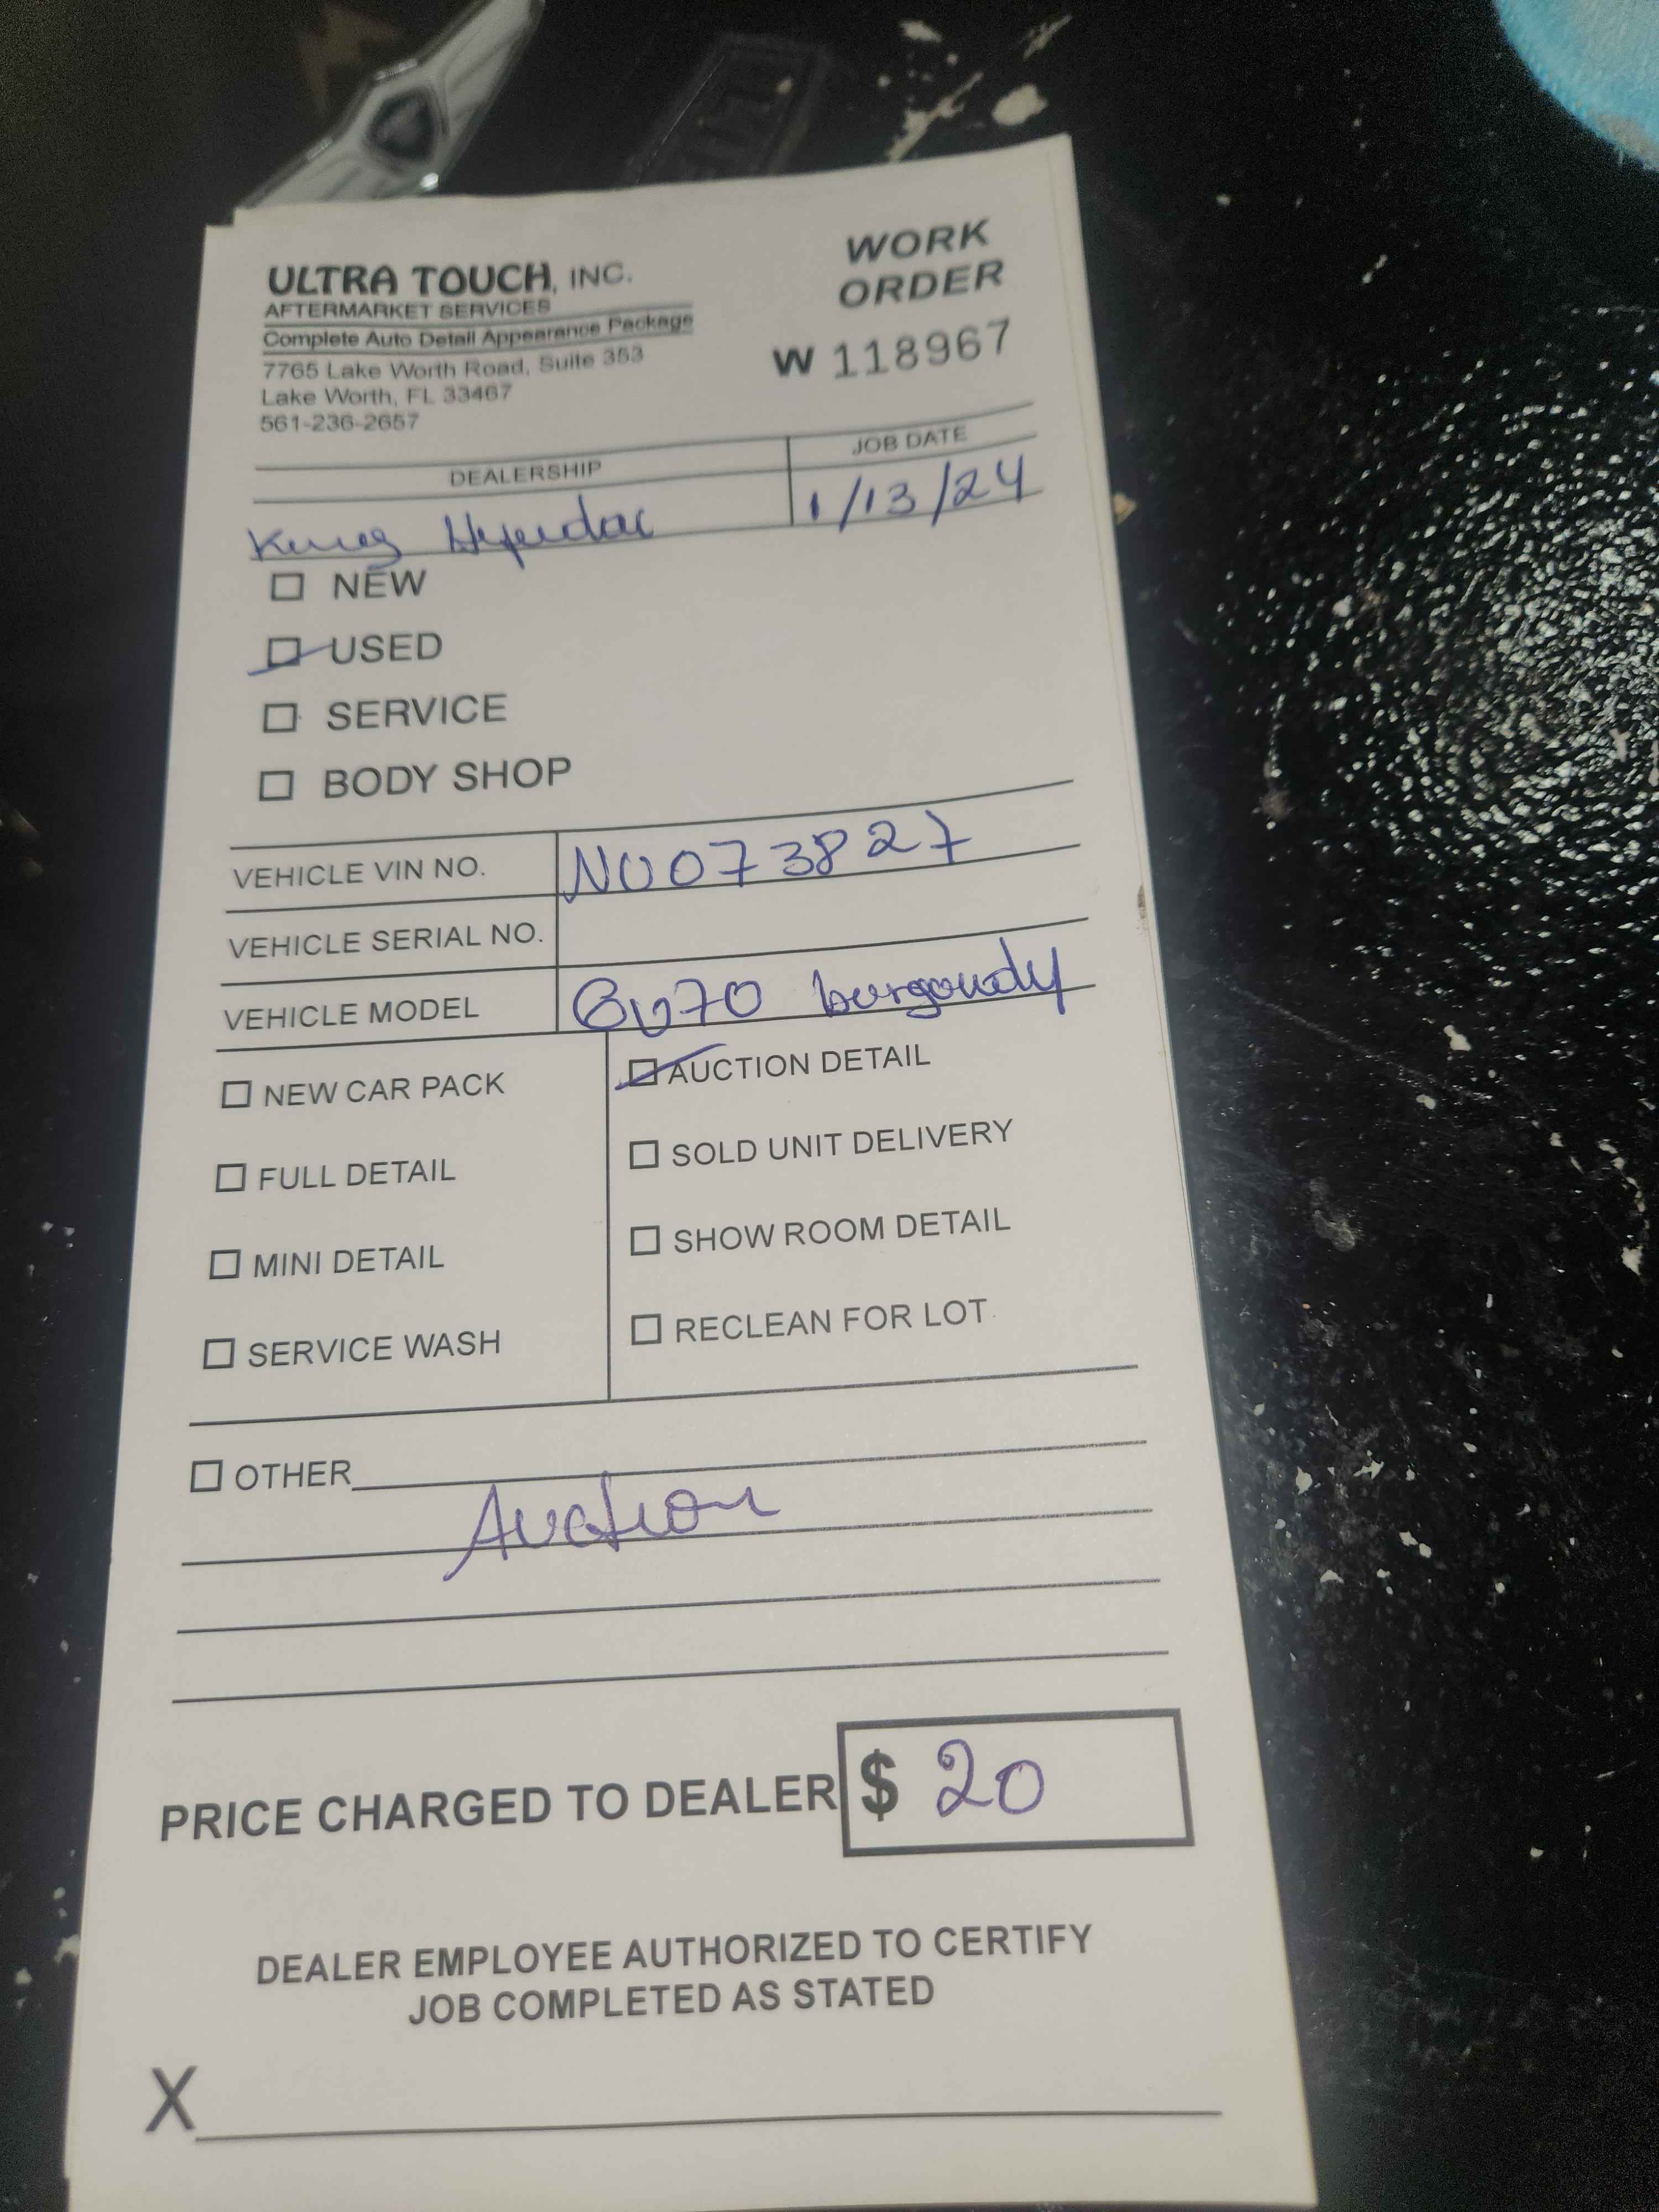 ULTRA TOUCH, INC.
AFTERMARKET SERVICES
Complete Auto Detail Appearance Package
7765 Lake Worth Road, Suite 353
Lake Worth, FL 33467
561-236-2657
WORK
ORDER
W 118967
DEALERSHIP
JOB DATE
1/13/24
NEW
USED
SERVICE
BODY SHOP
VEHICLE VIN NO. NU073827
VEHICLE SERIAL NO.
VEHICLE MODEL GV70 burgoudy
NEW CAR PACK
FULL DETAIL
MINI DETAIL
SERVICE WASH
AUCTION DETAIL
SOLD UNIT DELIVERY
SHOW ROOM DETAIL
RECLEAN FOR LOT
OTHER
Auction
PRICE CHARGED TO DEALER $ 20
DEALER EMPLOYEE AUTHORIZED TO CERTIFY
JOB COMPLETED AS STATED
X